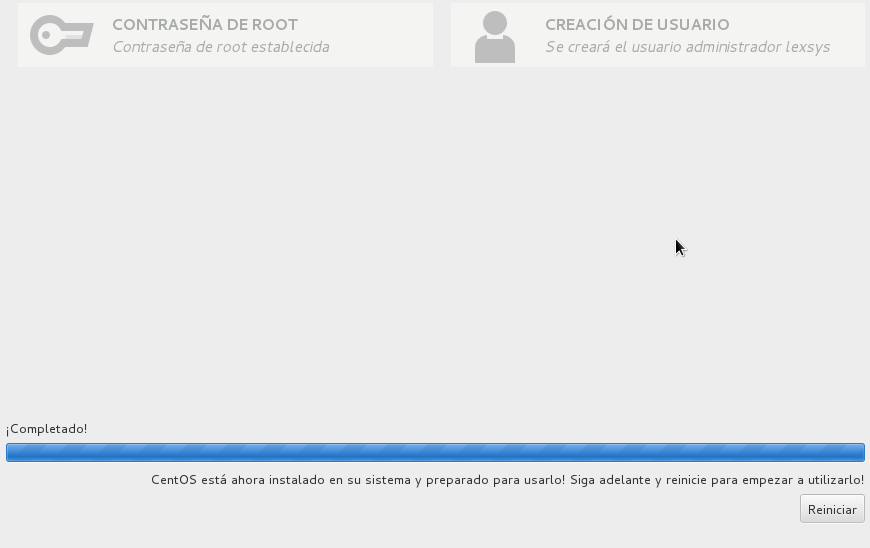 CONTRASEÑA DE ROOT
Contraseña de root establecida
CREACIÓN DE USUARIO
Se creará el usuario administrador lexsys
¡Completado!
CentOS está ahora instalado en su sistema y preparado para usarlo! Siga adelante y reinicie para empezar a utilizarlo!
Reiniciar